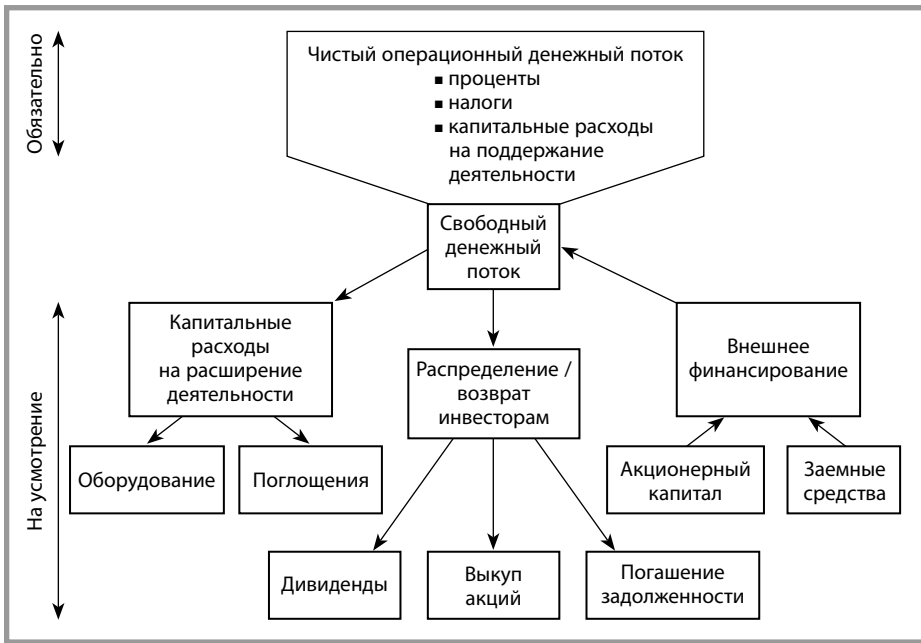 Обязательно
Чистый операционный денежный поток
▪ проценты
▪ налоги
▪ капитальные расходы
на поддержание
деятельности
Свободный
денежный
поток
На усмотрение
Капитальные
расходы
на расширение
деятельности
Распределение /
возврат
инвесторам
Внешнее
финансирование
Оборудование
Поглощения
Акционерный
капитал
Заемные
средства
Дивиденды
Выкуп
акций
Погашение
задолженности